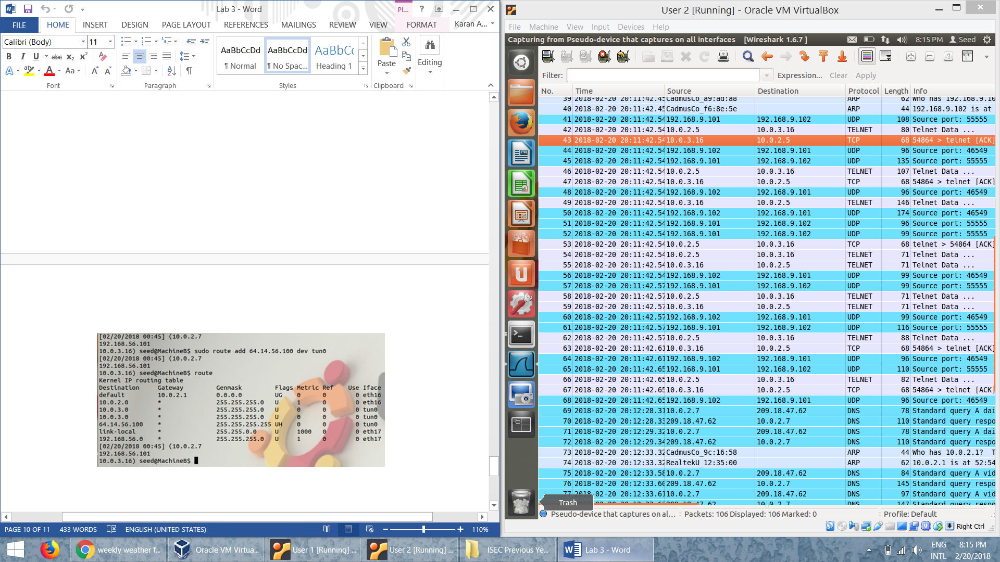 Lab 3 - Word
PI...
?
FILE
HOME
INSERT
DESIGN
PAGE LAYOUT
REFERENCES
MAILINGS
REVIEW
VIEW
FORMAT
Karan A...
Calibri (Body)
11
B I U abc X₂ X²
A ab A Aa A A
AaBbCcDd
¶ Normal
AaBbCcDd
¶ No Spac...
AaBbCc
Heading 1
Paste
Editing
Font
Paragraph
Styles
Clipboard
[02/20/2018 00:45] (10.0.2.7
192.168.56.101
10.0.3.16) seed@MachineB$ sudo route add 64.14.56.100 dev tun0
[02/20/2018 00:45] (10.0.2.7
192.168.56.101
10.0.3.16) seed@MachineB$ route
Kernel IP routing table
Destination Gateway Genmask Flags Metric Ref Use Iface
default 10.0.2.1 0.0.0.0 UG 0 0 0 eth16
10.0.2.0 * 255.255.255.0 U 1 0 0 eth16
10.0.3.0 * 255.255.255.0 U 0 0 0 tun0
10.0.3.0 * 255.255.255.0 U 0 0 0 tun0
64.14.56.100 * 255.255.255.255 UH 0 0 0 tun0
link-local * 255.255.0.0 U 1000 0 0 eth17
192.168.56.0 * 255.255.255.0 U 1 0 0 eth17
[02/20/2018 00:45] (10.0.2.7
192.168.56.101
10.0.3.16) seed@MachineB$
PAGE 10 OF 11
433 WORDS
ENGLISH (UNITED STATES)
110%
User 2 [Running] - Oracle VM VirtualBox
File Machine View Input Devices Help
Capturing from Pseudo-device that captures on all interfaces [Wireshark 1.6.7 ]
8:15 PM
Seed
Filter:
Expression...
Clear
Apply
No. Time Source Destination Protocol Length Info
39 2018-02-20 20:11:42.45 CadmusCo_a9:ad:a8 ARP 62 Who has 192.168.9.10
40 2018-02-20 20:11:42.45 CadmusCo_f6:8e:5e ARP 44 192.168.9.102 is at
41 2018-02-20 20:11:42.54 192.168.9.101 192.168.9.102 UDP 108 Source port: 55555
42 2018-02-20 20:11:42.54 10.0.2.5 10.0.3.16 TELNET 80 Telnet Data ...
43 2018-02-20 20:11:42.54 10.0.3.16 10.0.2.5 TCP 68 54864 > telnet [ACK]
44 2018-02-20 20:11:42.54 192.168.9.102 192.168.9.101 UDP 96 Source port: 46549
45 2018-02-20 20:11:42.54 192.168.9.101 192.168.9.102 UDP 135 Source port: 55555
46 2018-02-20 20:11:42.54 10.0.2.5 10.0.3.16 TELNET 107 Telnet Data ...
47 2018-02-20 20:11:42.54 10.0.3.16 10.0.2.5 TCP 68 54864 > telnet [ACK]
48 2018-02-20 20:11:42.54 192.168.9.102 192.168.9.101 UDP 96 Source port: 46549
49 2018-02-20 20:11:42.54 10.0.3.16 10.0.2.5 TELNET 146 Telnet Data ...
50 2018-02-20 20:11:42.54 192.168.9.102 192.168.9.101 UDP 174 Source port: 46549
51 2018-02-20 20:11:42.54 192.168.9.101 192.168.9.102 UDP 96 Source port: 55555
52 2018-02-20 20:11:42.54 192.168.9.101 192.168.9.102 UDP 99 Source port: 55555
53 2018-02-20 20:11:42.54 10.0.2.5 10.0.3.16 TCP 68 telnet > 54864 [ACK]
54 2018-02-20 20:11:42.54 10.0.2.5 10.0.3.16 TELNET 71 Telnet Data ...
55 2018-02-20 20:11:42.54 10.0.3.16 10.0.2.5 TELNET 71 Telnet Data ...
56 2018-02-20 20:11:42.54 192.168.9.102 192.168.9.101 UDP 99 Source port: 46549
57 2018-02-20 20:11:42.57 192.168.9.101 192.168.9.102 UDP 99 Source port: 55555
58 2018-02-20 20:11:42.57 10.0.2.5 10.0.3.16 TELNET 71 Telnet Data ...
59 2018-02-20 20:11:42.57 10.0.3.16 10.0.2.5 TELNET 71 Telnet Data ...
60 2018-02-20 20:11:42.57 192.168.9.102 192.168.9.101 UDP 99 Source port: 46549
61 2018-02-20 20:11:42.57 192.168.9.101 192.168.9.102 UDP 116 Source port: 55555
62 2018-02-20 20:11:42.57 10.0.2.5 10.0.3.16 TELNET 88 Telnet Data ...
63 2018-02-20 20:11:42.61 10.0.3.16 10.0.2.5 TCP 68 54864 > telnet [ACK]
64 2018-02-20 20:11:42.61 192.168.9.102 192.168.9.101 UDP 96 Source port: 46549
65 2018-02-20 20:11:42.65 192.168.9.101 192.168.9.102 UDP 110 Source port: 55555
66 2018-02-20 20:11:42.65 10.0.2.5 10.0.3.16 TELNET 82 Telnet Data ...
67 2018-02-20 20:11:42.65 10.0.3.16 10.0.2.5 TCP 68 54864 > telnet [ACK]
68 2018-02-20 20:11:42.65 192.168.9.102 192.168.9.101 UDP 96 Source port: 46549
69 2018-02-20 20:12:28.31 10.0.2.7 209.18.47.62 DNS 78 Standard query A dai
70 2018-02-20 20:12:28.33 209.18.47.62 10.0.2.7 DNS 110 Standard query respo
71 2018-02-20 20:12:29.32 10.0.2.7 209.18.47.62 DNS 78 Standard query A dai
72 2018-02-20 20:12:29.34 209.18.47.62 10.0.2.7 DNS 110 Standard query respo
73 2018-02-20 20:12:33.32 CadmusCo_9c:16:58 ARP 44 Who has 10.0.2.1? T
74 2018-02-20 20:12:33.32 RealtekU_12:35:00 ARP 62 10.0.2.1 is at 52:54
75 2018-02-20 20:12:33.58 10.0.2.7 209.18.47.62 DNS 84 Standard query A vid
76 2018-02-20 20:12:33.60 209.18.47.62 10.0.2.7 DNS 145 Standard query respo
77 2018-02-20 20:12:33.61 10.0.2.7 209.18.47.62 DNS 97 Standard query A vid
10.0.2.7 DNS 147 Standard respo
Trash
Pseudo-device that captures on al...
Packets: 106 Displayed: 106 Marked: 0
Profile: Default
Right Ctrl
weekly weather f...
Oracle VM Virtua...
User 1 [Running] ...
User 2 [Running] ...
ISEC Previous Ye...
Lab 3 - Word
ENG
INTL
8:15 PM
2/20/2018